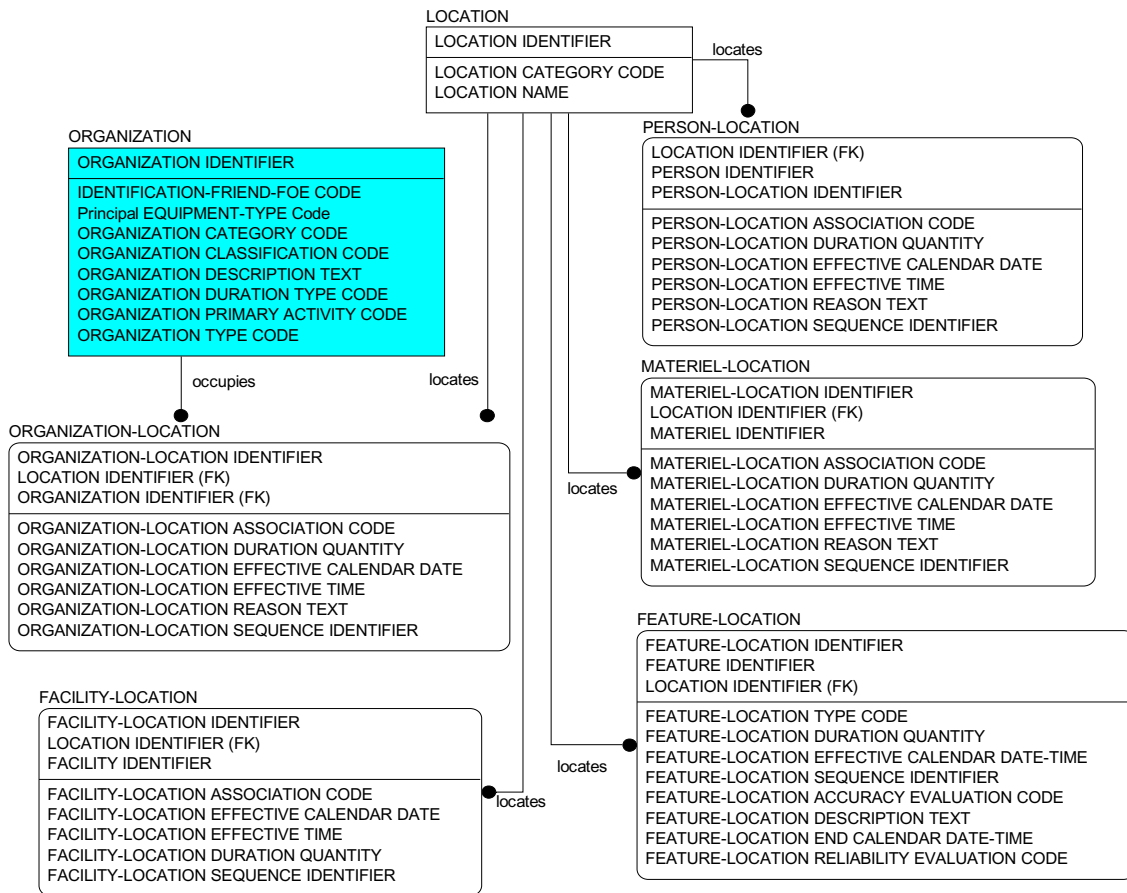 LOCATION
LOCATION IDENTIFIER
LOCATION CATEGORY CODE
LOCATION NAME
locates
ORGANIZATION
ORGANIZATION IDENTIFIER
IDENTIFICATION-FRIEND-FOE CODE
Principal EQUIPMENT-TYPE Code
ORGANIZATION CATEGORY CODE
ORGANIZATION CLASSIFICATION CODE
ORGANIZATION DESCRIPTION TEXT
ORGANIZATION DURATION TYPE CODE
ORGANIZATION PRIMARY ACTIVITY CODE
ORGANIZATION TYPE CODE
occupies
locates
PERSON-LOCATION
LOCATION IDENTIFIER (FK)
PERSON IDENTIFIER
PERSON-LOCATION IDENTIFIER
PERSON-LOCATION ASSOCIATION CODE
PERSON-LOCATION DURATION QUANTITY
PERSON-LOCATION EFFECTIVE CALENDAR DATE
PERSON-LOCATION EFFECTIVE TIME
PERSON-LOCATION REASON TEXT
PERSON-LOCATION SEQUENCE IDENTIFIER
MATERIEL-LOCATION
MATERIEL-LOCATION IDENTIFIER
LOCATION IDENTIFIER (FK)
MATERIEL IDENTIFIER
MATERIEL-LOCATION ASSOCIATION CODE
MATERIEL-LOCATION DURATION QUANTITY
MATERIEL-LOCATION EFFECTIVE CALENDAR DATE
MATERIEL-LOCATION EFFECTIVE TIME
MATERIEL-LOCATION REASON TEXT
MATERIEL-LOCATION SEQUENCE IDENTIFIER
locates
ORGANIZATION-LOCATION
ORGANIZATION-LOCATION IDENTIFIER
LOCATION IDENTIFIER (FK)
ORGANIZATION IDENTIFIER (FK)
ORGANIZATION-LOCATION ASSOCIATION CODE
ORGANIZATION-LOCATION DURATION QUANTITY
ORGANIZATION-LOCATION EFFECTIVE CALENDAR DATE
ORGANIZATION-LOCATION EFFECTIVE TIME
ORGANIZATION-LOCATION REASON TEXT
ORGANIZATION-LOCATION SEQUENCE IDENTIFIER
FEATURE-LOCATION
FEATURE-LOCATION IDENTIFIER
FEATURE IDENTIFIER
LOCATION IDENTIFIER (FK)
FEATURE-LOCATION TYPE CODE
FEATURE-LOCATION DURATION QUANTITY
FEATURE-LOCATION EFFECTIVE CALENDAR DATE-TIME
FEATURE-LOCATION SEQUENCE IDENTIFIER
FEATURE-LOCATION ACCURACY EVALUATION CODE
FEATURE-LOCATION DESCRIPTION TEXT
FEATURE-LOCATION END CALENDAR DATE-TIME
FEATURE-LOCATION RELIABILITY EVALUATION CODE
locates
FACILITY-LOCATION
FACILITY-LOCATION IDENTIFIER
LOCATION IDENTIFIER (FK)
FACILITY IDENTIFIER
FACILITY-LOCATION ASSOCIATION CODE
FACILITY-LOCATION EFFECTIVE CALENDAR DATE
FACILITY-LOCATION EFFECTIVE TIME
FACILITY-LOCATION DURATION QUANTITY
FACILITY-LOCATION SEQUENCE IDENTIFIER
locates